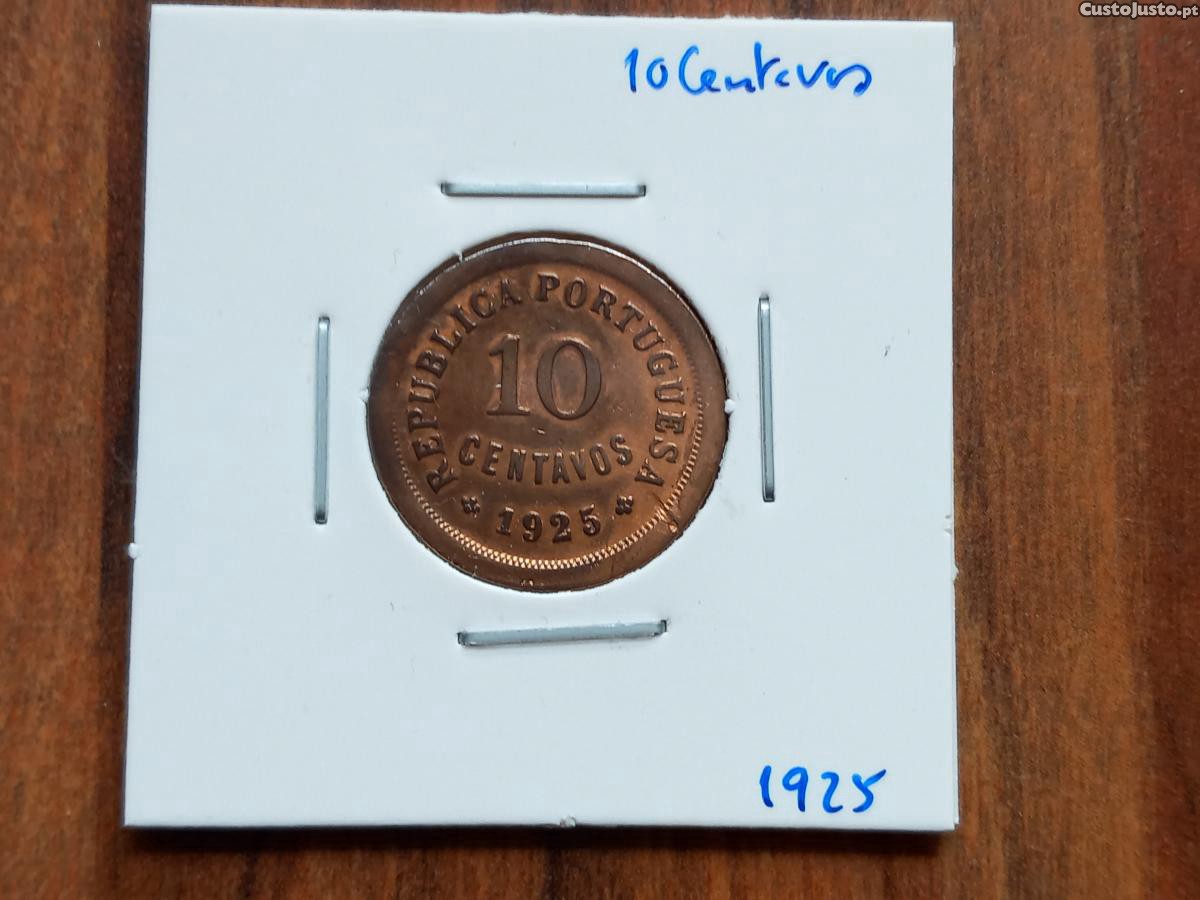 CustoJusto.pt
10 Centavos
REPUBLICA PORTUGUESA
10
CENTAVOS
* 1925 *
1925